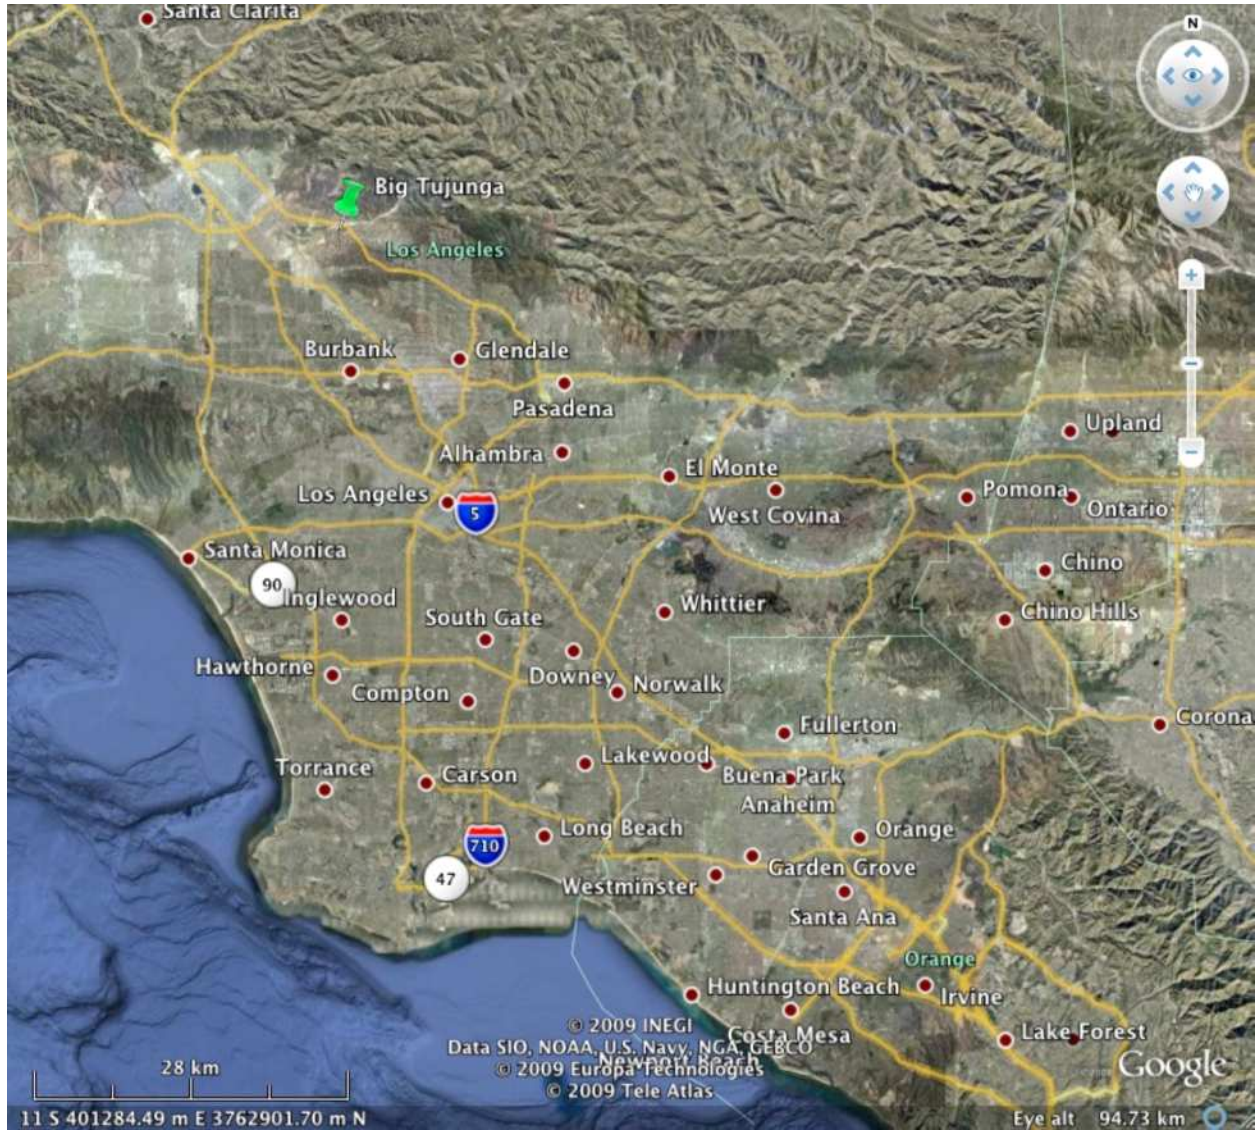 Santa Clarita
N
Big Tujunga
Los Angeles
Burbank
Glendale
Pasadena
Upland
Alhambra
El Monte
Los Angeles
5
West Covina
Pomona
Ontario
Santa Monica
90
Chino
Inglewood
South Gate
Whittier
Chino Hills
Hawthorne
Downey
Compton
Norwalk
Fullerton
Corona
Torrance
Carson
Lakewood
Buena Park
Anaheim
Long Beach
Orange
710
47
Westminster
Garden Grove
Santa Ana
Orange
Huntington Beach
Irvine
© 2009 INEGI
Costa Mesa
Lake Forest
Data SIO, NOAA, U.S. Navy, NGA, GEBCO
Newport Beach
© 2009 Europa Technologies
© 2009 Tele Atlas
Google
28 km
11 S 401284.49 m E 3762901.70 m N
Eye alt 94.73 km